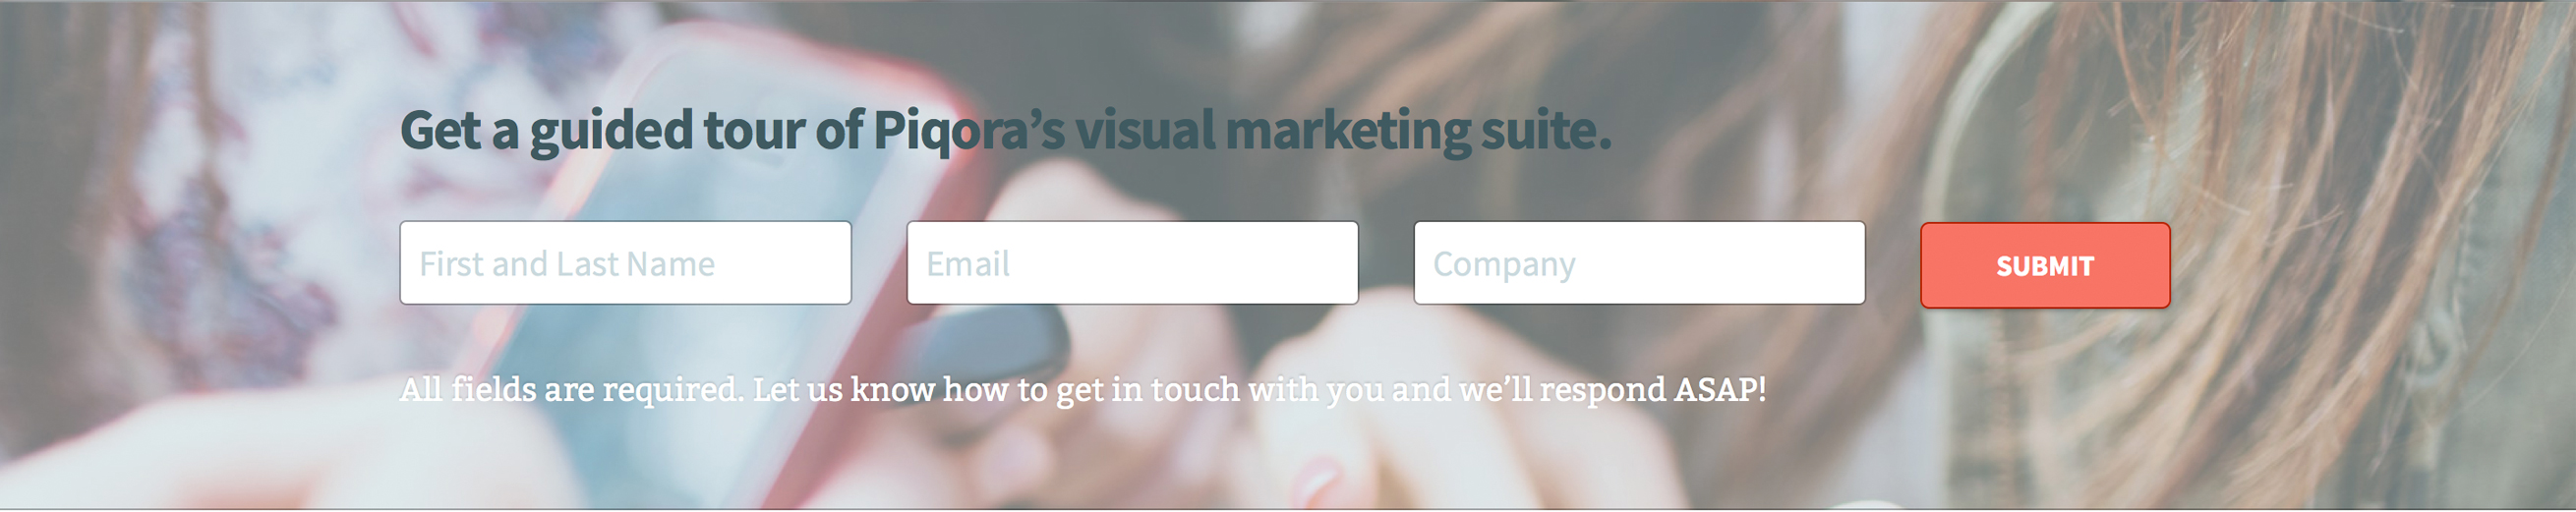 Get a guided tour of Piqora’s visual marketing suite.
First and Last Name
Email
Company
SUBMIT
All fields are required. Let us know how to get in touch with you and we’ll respond ASAP!